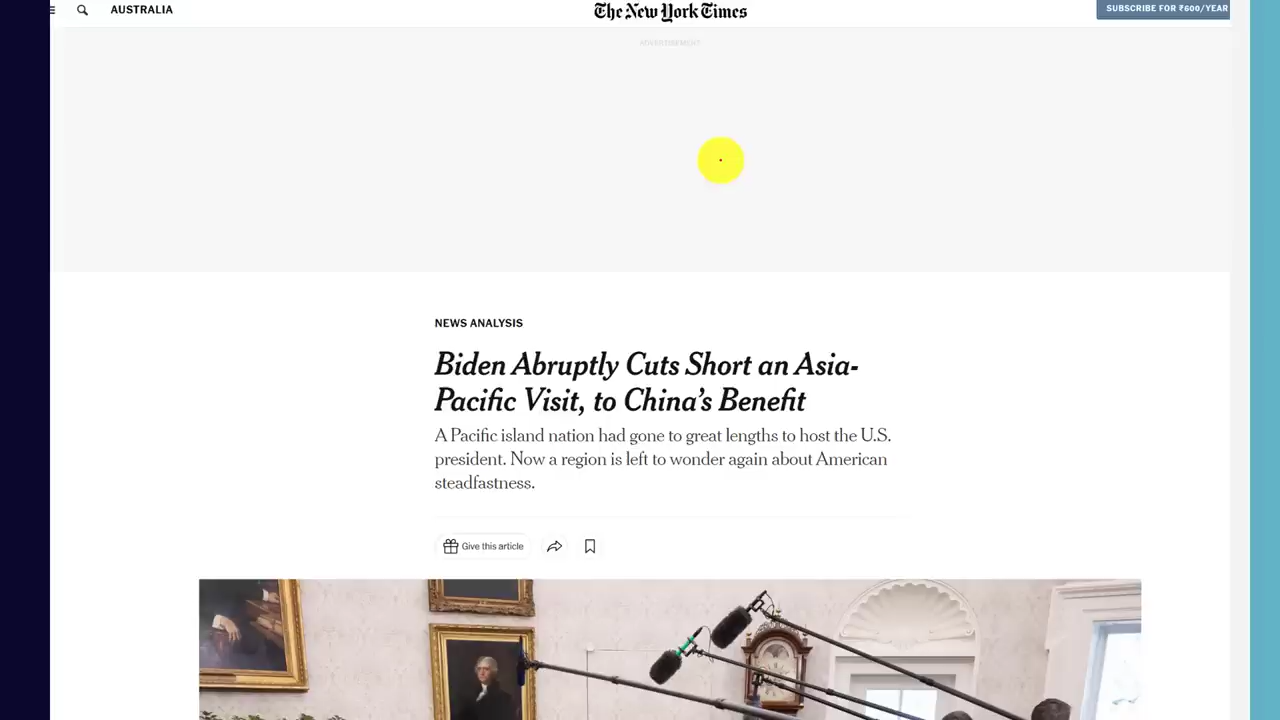 AUSTRALIA
The New York Times
SUBSCRIBE FOR ₹600/YEAR
ADVERTISEMENT
NEWS ANALYSIS
Biden Abruptly Cuts Short an Asia-
Pacific Visit, to China's Benefit
A Pacific island nation had gone to great lengths to host the U.S.
president. Now a region is left to wonder again about American
steadfastness.
Give this article